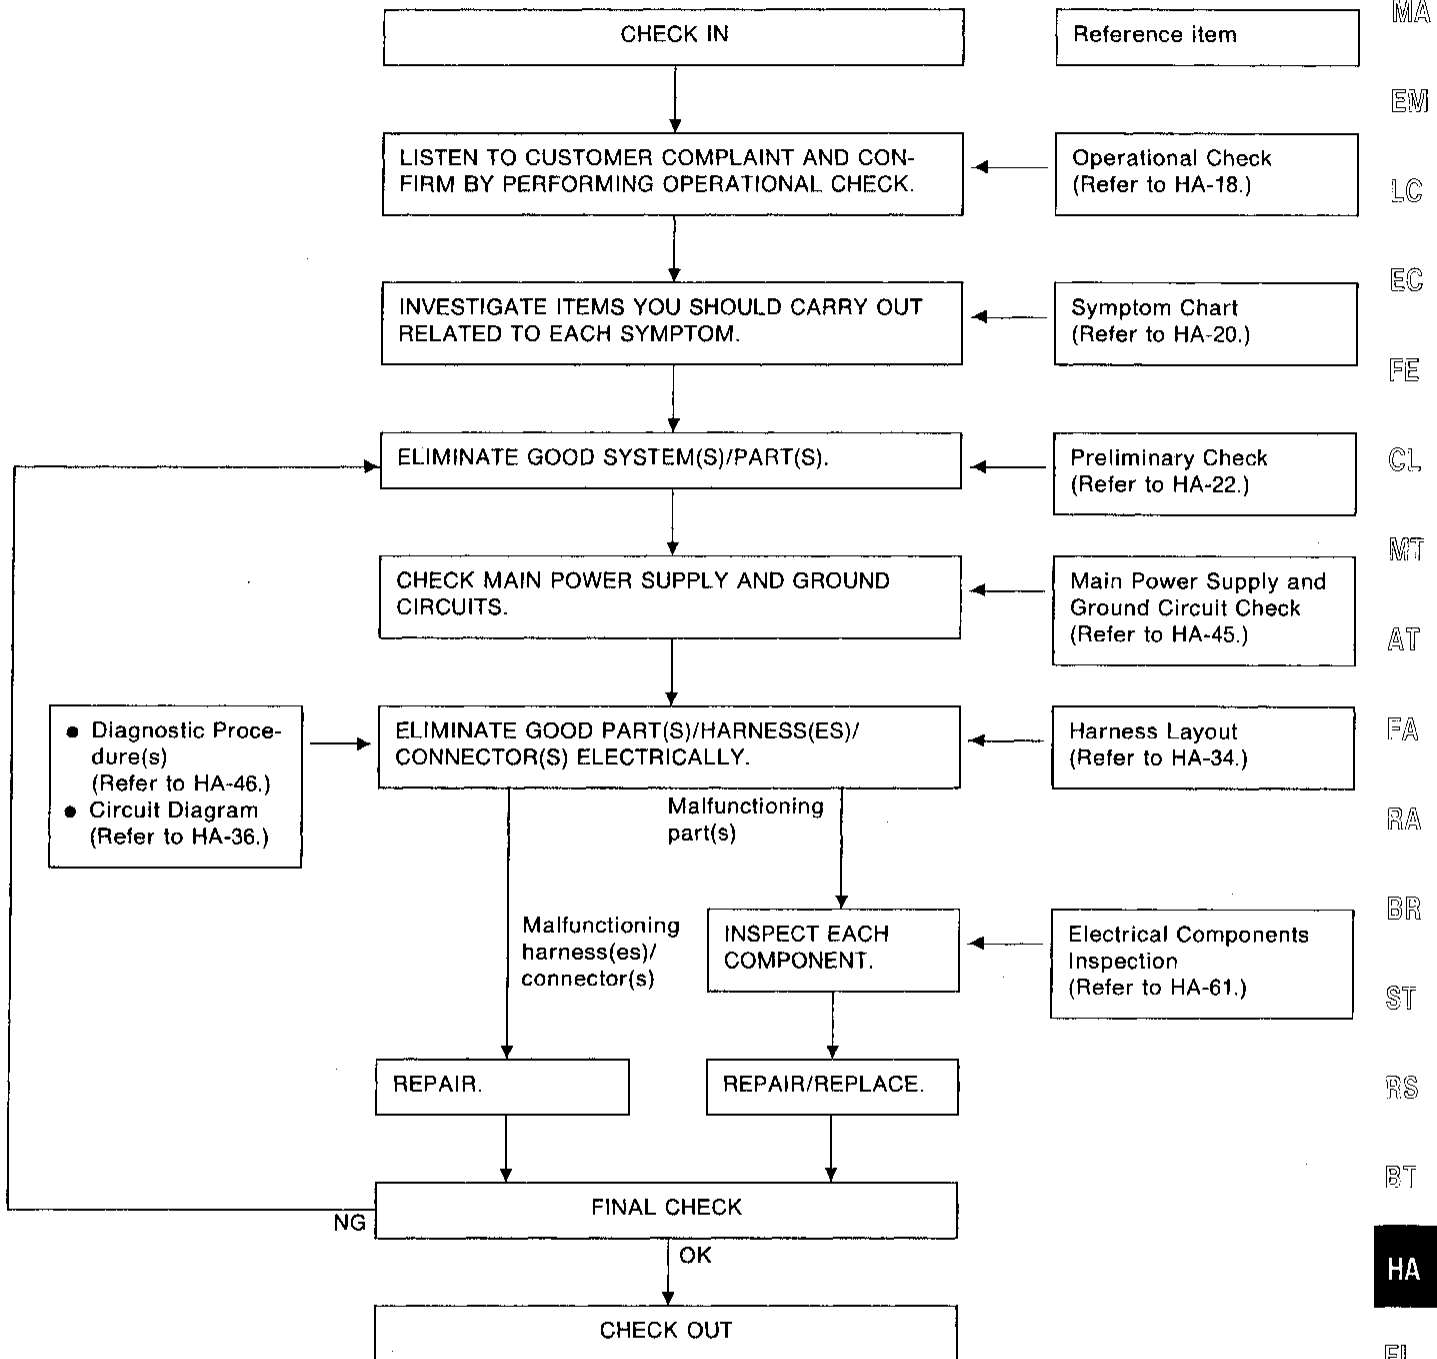 CHECK IN
Reference item
LISTEN TO CUSTOMER COMPLAINT AND CON-
FIRM BY PERFORMING OPERATIONAL CHECK.
Operational Check
(Refer to HA-18.)
INVESTIGATE ITEMS YOU SHOULD CARRY OUT
RELATED TO EACH SYMPTOM.
Symptom Chart
(Refer to HA-20.)
ELIMINATE GOOD SYSTEM(S)/PART(S).
Preliminary Check
(Refer to HA-22.)
CHECK MAIN POWER SUPPLY AND GROUND
CIRCUITS.
Main Power Supply and
Ground Circuit Check
(Refer to HA-45.)
● Diagnostic Proce-
dure(s)
(Refer to HA-46.)
● Circuit Diagram
(Refer to HA-36.)
ELIMINATE GOOD PART(S)/HARNESS(ES)/
CONNECTOR(S) ELECTRICALLY.
Harness Layout
(Refer to HA-34.)
Malfunctioning
part(s)
Malfunctioning
harness(es)/
connector(s)
INSPECT EACH
COMPONENT.
Electrical Components
Inspection
(Refer to HA-61.)
REPAIR.
REPAIR/REPLACE.
FINAL CHECK
NG
OK
CHECK OUT
MA
EM
LC
EC
FE
CL
MT
AT
FA
RA
BR
ST
RS
BT
HA